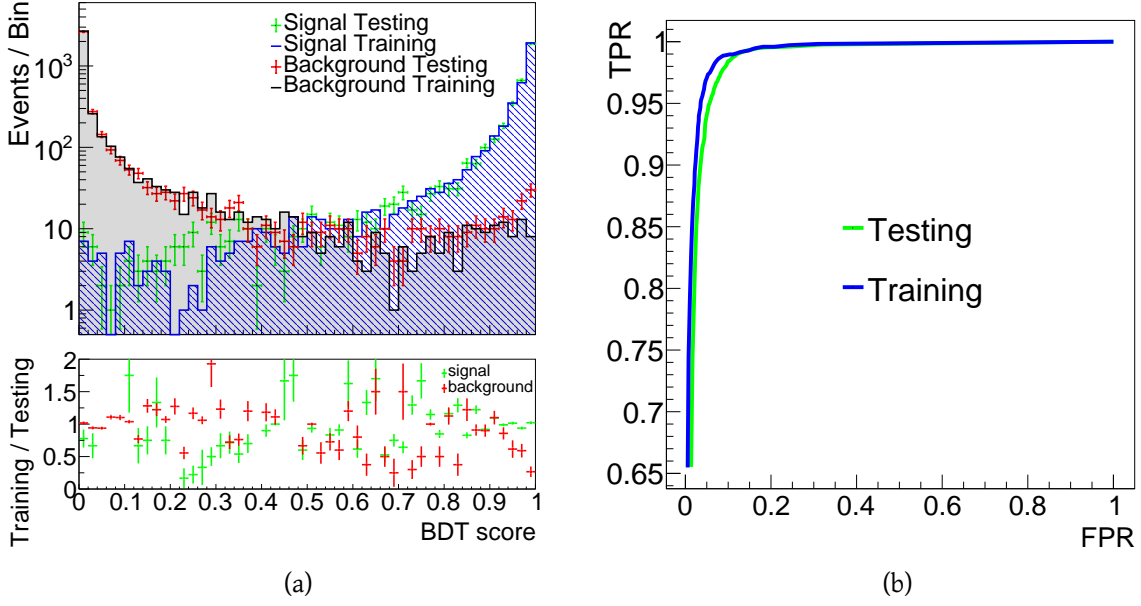 Events / Bin
10³
10²
10
1
Signal Testing
Signal Training
Background Testing
Background Training
Training / Testing
2
1.5
1
0.5
0
signal
background
0 0.1 0.2 0.3 0.4 0.5 0.6 0.7 0.8 0.9 1
BDT score
(a)
TPR
1
0.95
0.9
0.85
0.8
0.75
0.7
0.65
Testing
Training
0 0.2 0.4 0.6 0.8 1
FPR
(b)